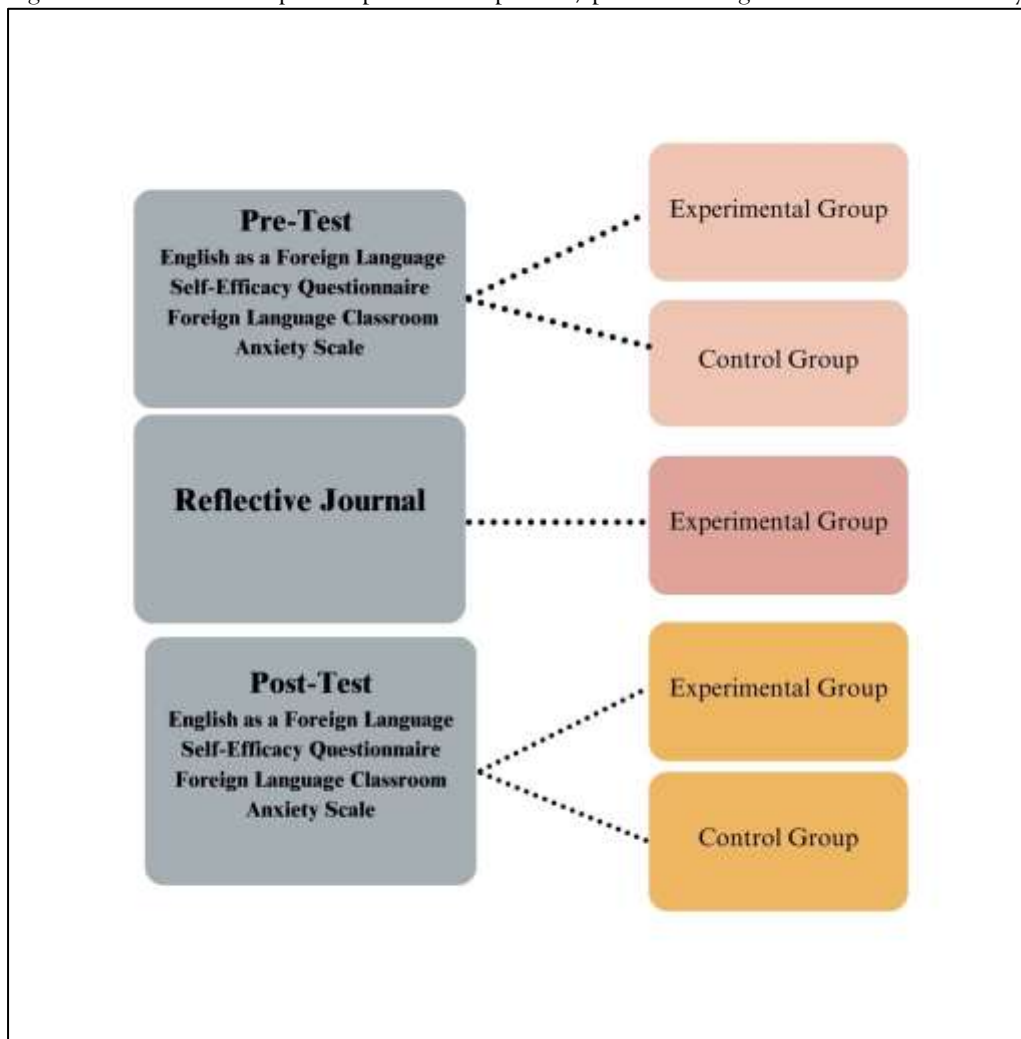 Pre-Test
English as a Foreign Language
Self-Efficacy Questionnaire
Foreign Language Classroom
Anxiety Scale
Experimental Group
Control Group
Reflective Journal
Experimental Group
Post-Test
English as a Foreign Language
Self-Efficacy Questionnaire
Foreign Language Classroom
Anxiety Scale
Experimental Group
Control Group